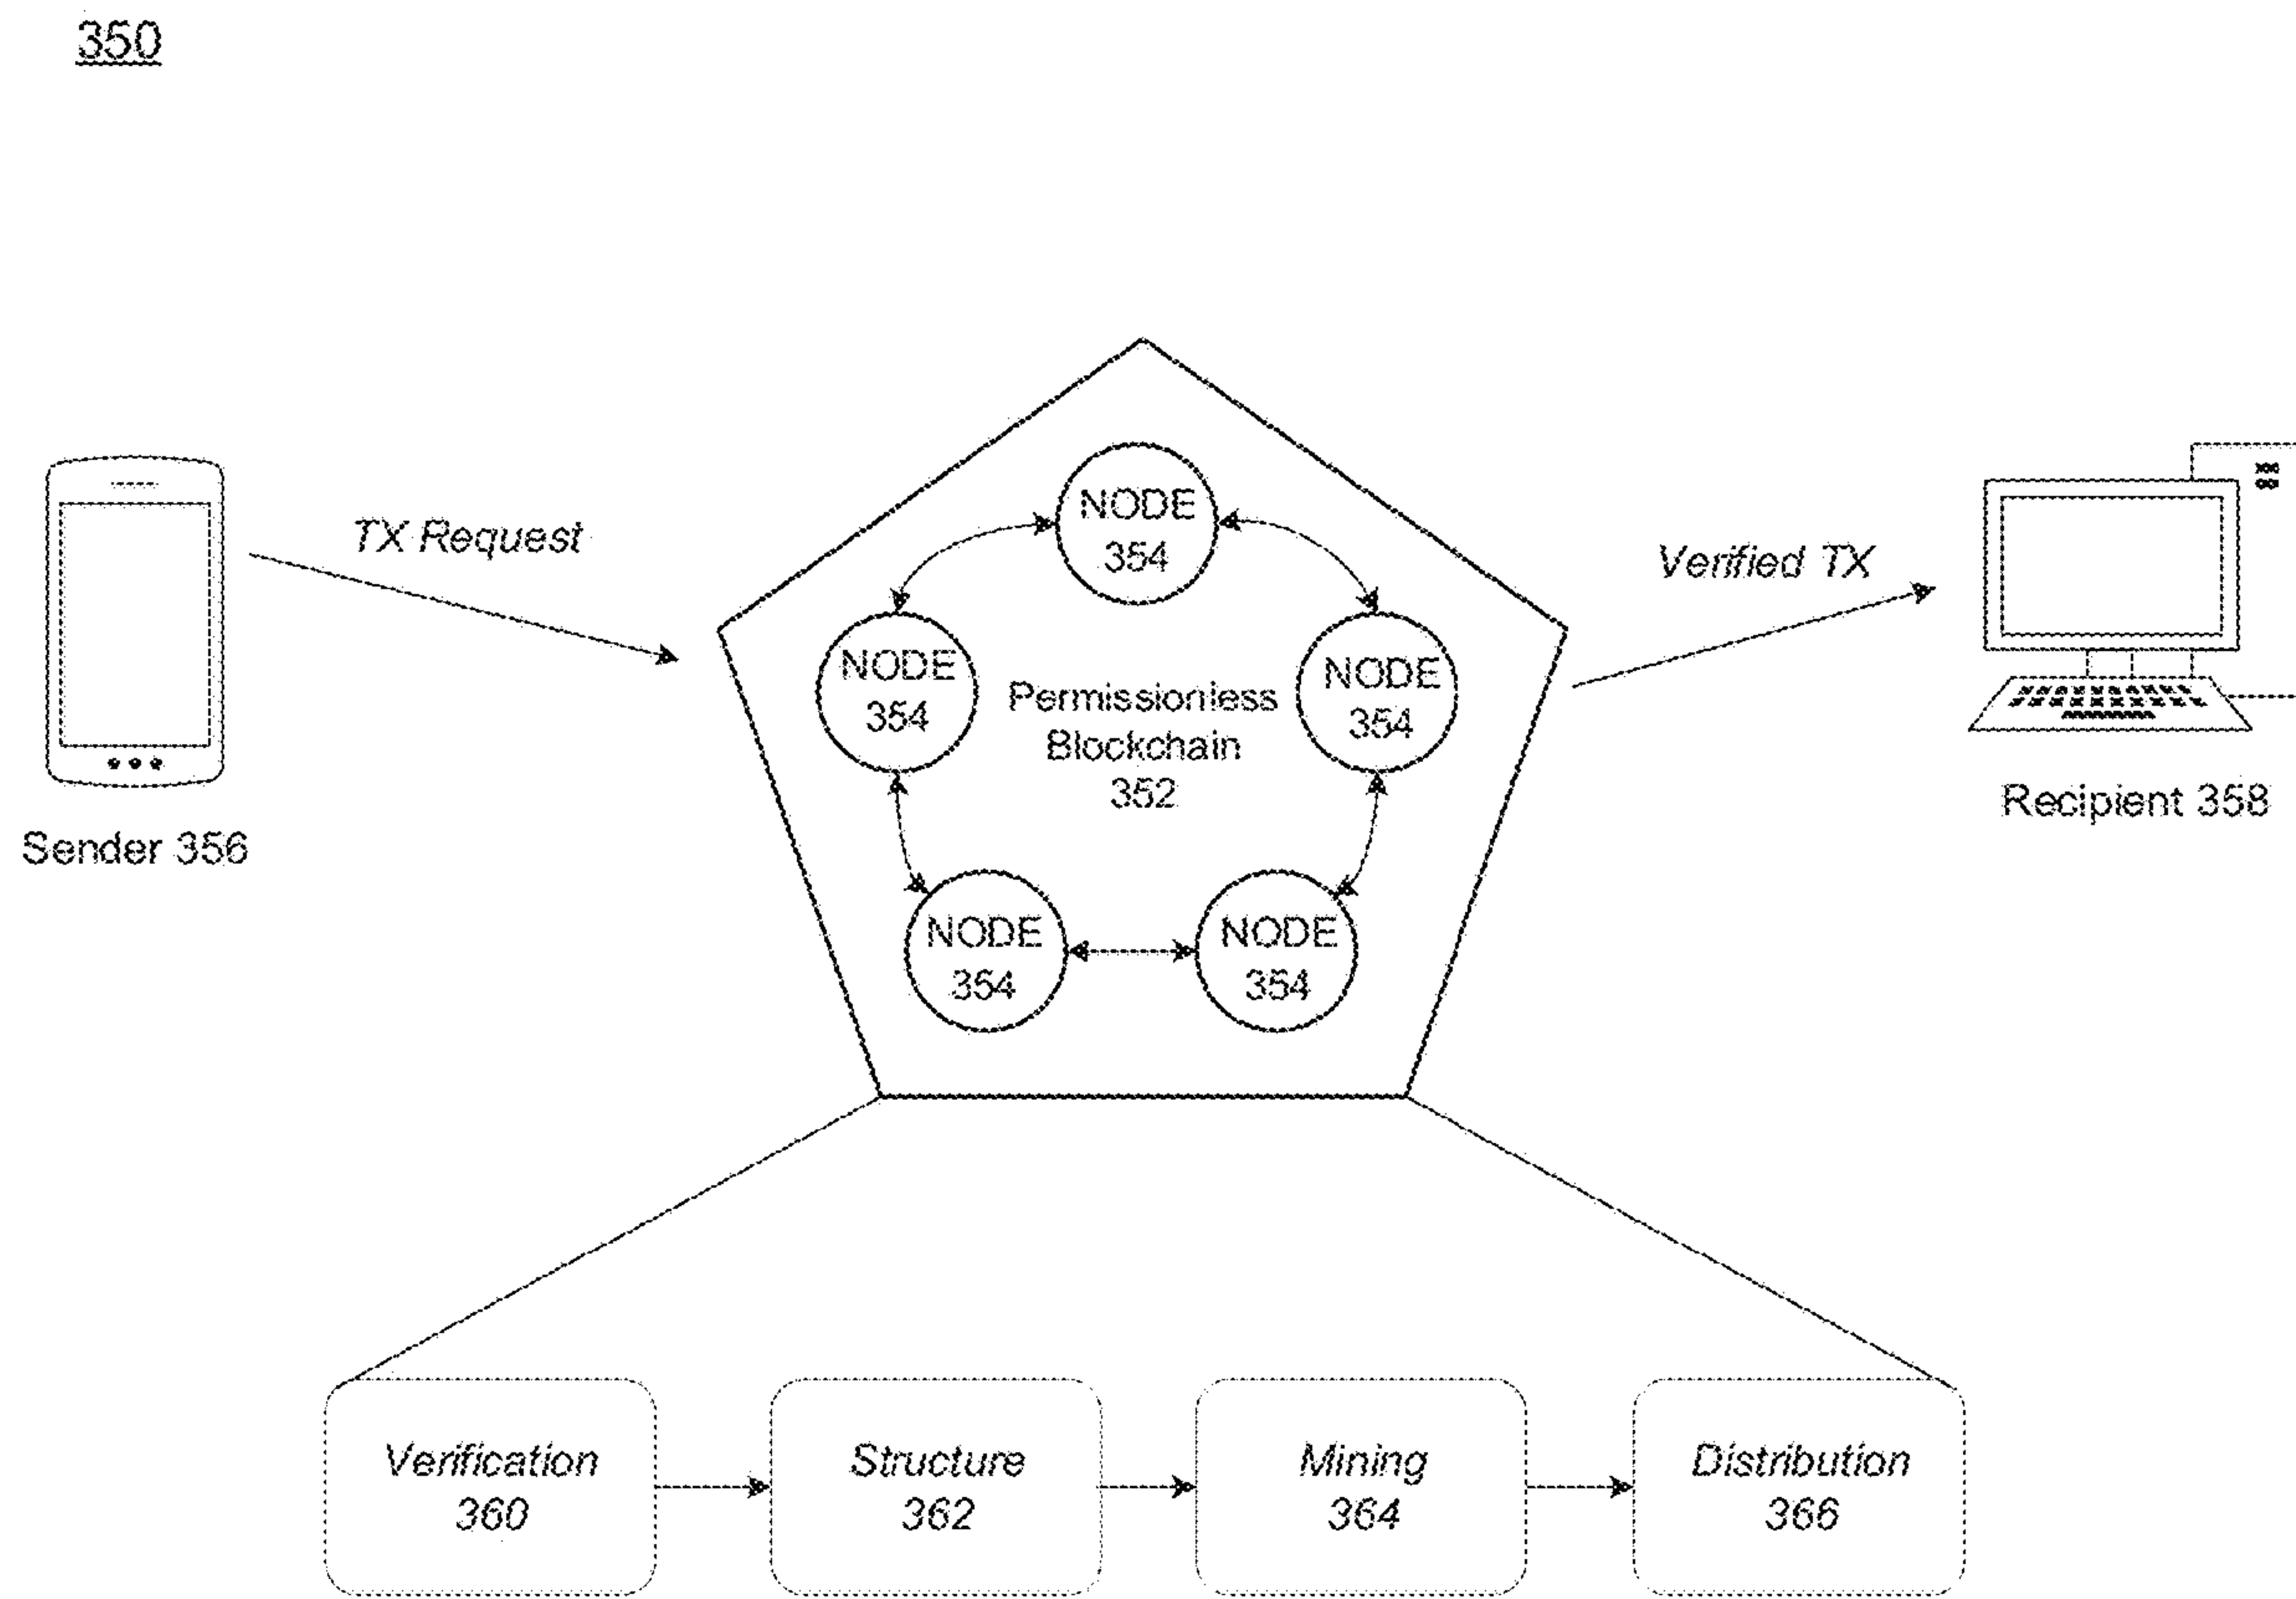 350
NODE
354
TX Request
Verified TX
NODE
354
NODE
354
Permissionless
Blockchain
352
Sender 356
Recipient 358
NODE
354
NODE
354
Verification
360
Structure
362
Mining
364
Distribution
366